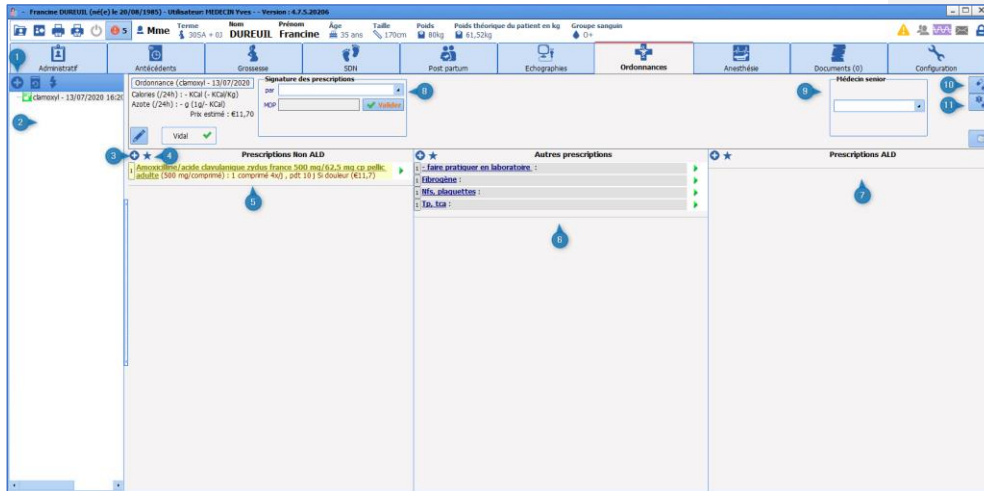 - Francine DUREUIL (né(e) le 20/08/1985) - Utilisateur: MEDECIN Yves - - Version : 4.7.5.20206
5 Mme Terme 30SA + 0J Nom DUREUIL Prénom Francine Âge 35 ans Taille 170cm Poids 80kg Poids théorique du patient en kg 61,52kg Groupe sanguin O+
1 Administratif Antécédents Grossesse SDN Post partum Echographies Ordonnances Anesthésie Documents (0) Configuration
clamoxyl - 13/07/2020 16:20
2
Ordonnance (clamoxyl - 13/07/2020)
Calories (/24h) : - KCal (- KCal/Kg)
Azote (/24h) : - g (1g/- KCal)
Prix estimé : €11,70
Vidal
Signature des prescriptions
par
MDP Valider
8
9
Médecin senior
10
11
3 4 Prescriptions Non ALD
1 Amoxicilline/acide clavulanique zydus france 500 mg/62,5 mg cp pellic
adulte (500 mg/comprimé) : 1 comprimé 4x/j , pdt 10 J Si douleur (€11,7)
5
Autres prescriptions
1 - faire pratiquer en laboratoire :
1 Fibrogène :
1 Nfs, plaquettes :
1 Tp, tca :
6
Prescriptions ALD
7